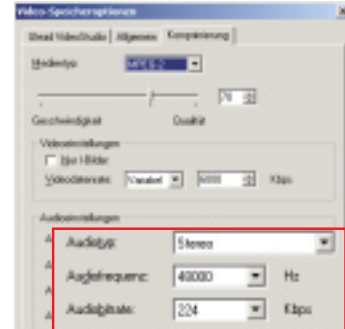 Video-Speicheroptionen
Ulead VideoStudio | Allgemein | Komprimierung
Medientyp: MPEG-2
70
Geschwindigkeit Qualität
Videoeinstellungen
Nur I-Bilder
Videodatenrate: Variabel 6000 Kbps
Audioeinstellungen
Audiotyp: Stereo
Audiofrequenz: 48000 Hz
Audiobitrate: 224 Kbps